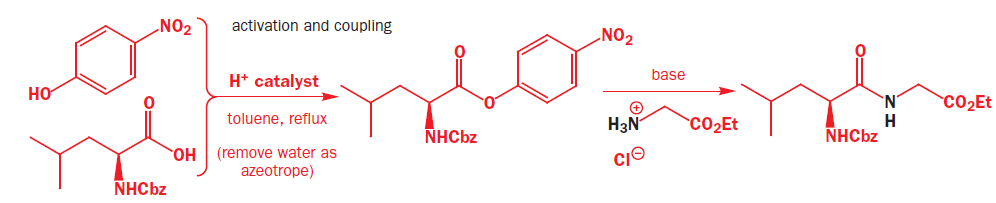 NO2
HO
O
OH
NHCbz
activation and coupling
H+ catalyst
toluene, reflux
(remove water as
azeotrope)
O
O
NO2
NHCbz
base
⊕
H3N
CO2Et
Cl⊖
O
N
H
CO2Et
NHCbz